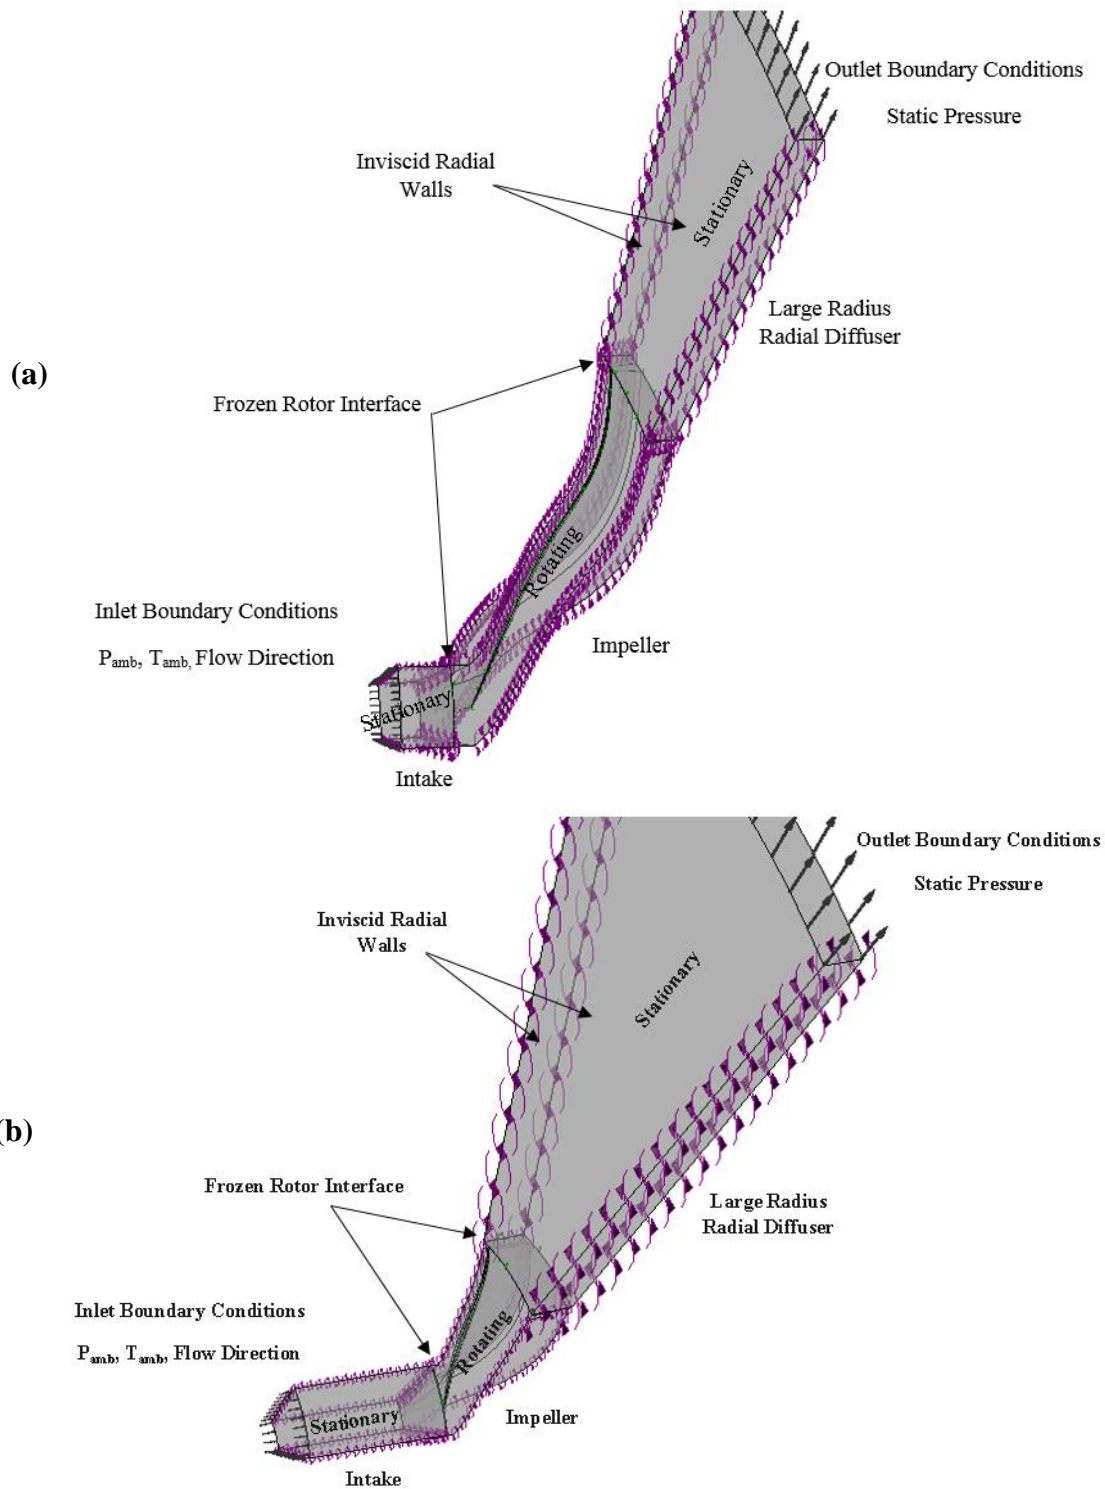 Outlet Boundary Conditions
Static Pressure
Inviscid Radial
Walls
Stationary
Large Radius
Radial Diffuser
(a)
Frozen Rotor Interface
Rotating
Inlet Boundary Conditions
Pamb, Tamb, Flow Direction
Impeller
Stationary
Intake
Outlet Boundary Conditions
Static Pressure
Inviscid Radial
Walls
Stationary
(b)
Frozen Rotor Interface
Large Radius
Radial Diffuser
Inlet Boundary Conditions
Pamb, Tamb, Flow Direction
Rotating
Stationary
Impeller
Intake